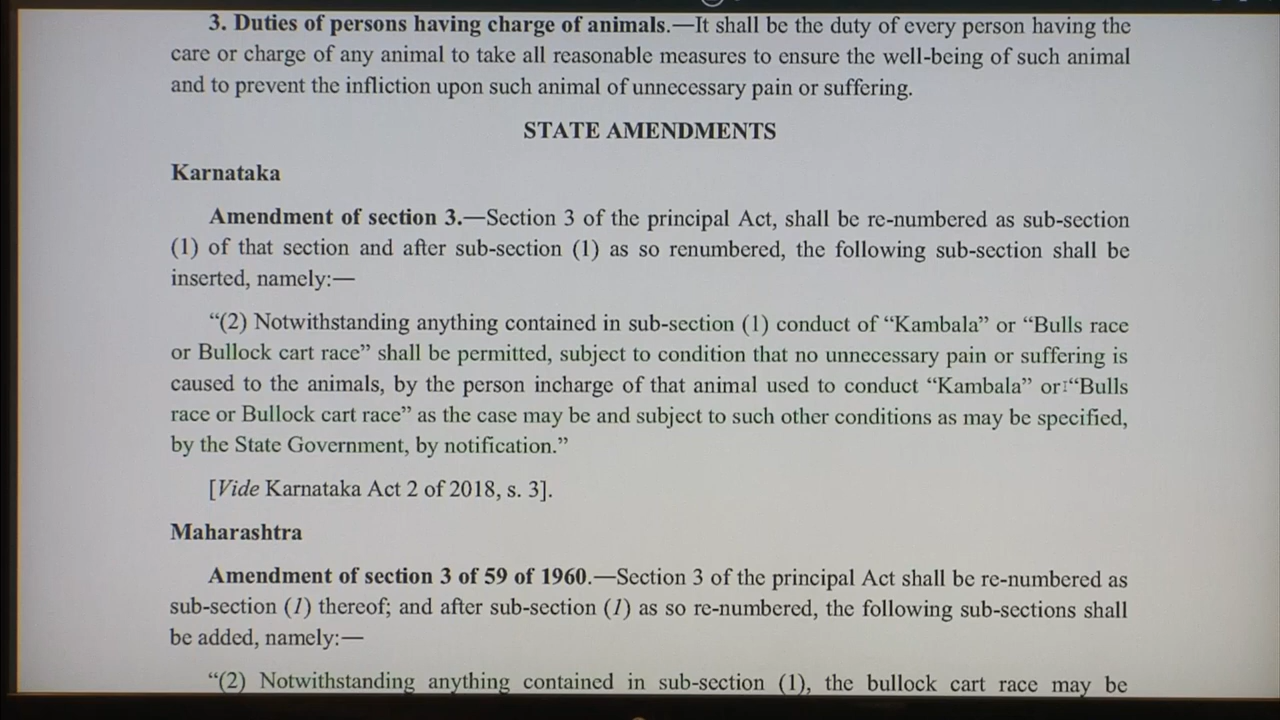 3. Duties of persons having charge of animals.—It shall be the duty of every person having the
care or charge of any animal to take all reasonable measures to ensure the well-being of such animal
and to prevent the infliction upon such animal of unnecessary pain or suffering.
STATE AMENDMENTS
Karnataka
Amendment of section 3.—Section 3 of the principal Act, shall be re-numbered as sub-section
(1) of that section and after sub-section (1) as so renumbered, the following sub-section shall be
inserted, namely:—
“(2) Notwithstanding anything contained in sub-section (1) conduct of “Kambala” or “Bulls race
or Bullock cart race” shall be permitted, subject to condition that no unnecessary pain or suffering is
caused to the animals, by the person incharge of that animal used to conduct “Kambala” or “Bulls
race or Bullock cart race” as the case may be and subject to such other conditions as may be specified,
by the State Government, by notification.”
[Vide Karnataka Act 2 of 2018, s. 3].
Maharashtra
Amendment of section 3 of 59 of 1960.—Section 3 of the principal Act shall be re-numbered as
sub-section (1) thereof; and after sub-section (1) as so re-numbered, the following sub-sections shall
be added, namely:—
“(2) Notwithstanding anything contained in sub-section (1), the bullock cart race may be